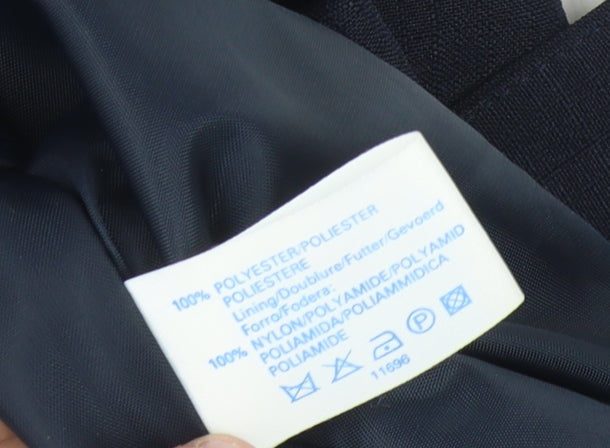 100% POLYESTER/POLIESTER
POLIESTERE
Lining/Doublure/Futter/Gevoerd
Forro/Fodera:
100% NYLON/POLYAMIDE/POLYAMID
POLIAMIDA/POLIAMMIDICA
POLIAMIDE
P
11696